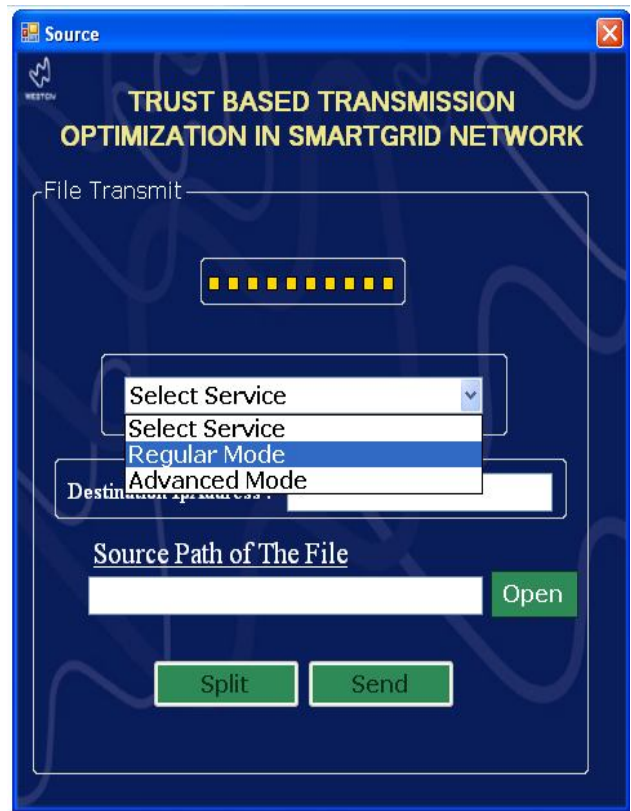 Source
WESTON
TRUST BASED TRANSMISSION
OPTIMIZATION IN SMARTGRID NETWORK
File Transmit
Select Service
Select Service
Regular Mode
Advanced Mode
Source Path of The File
Open
Split
Send